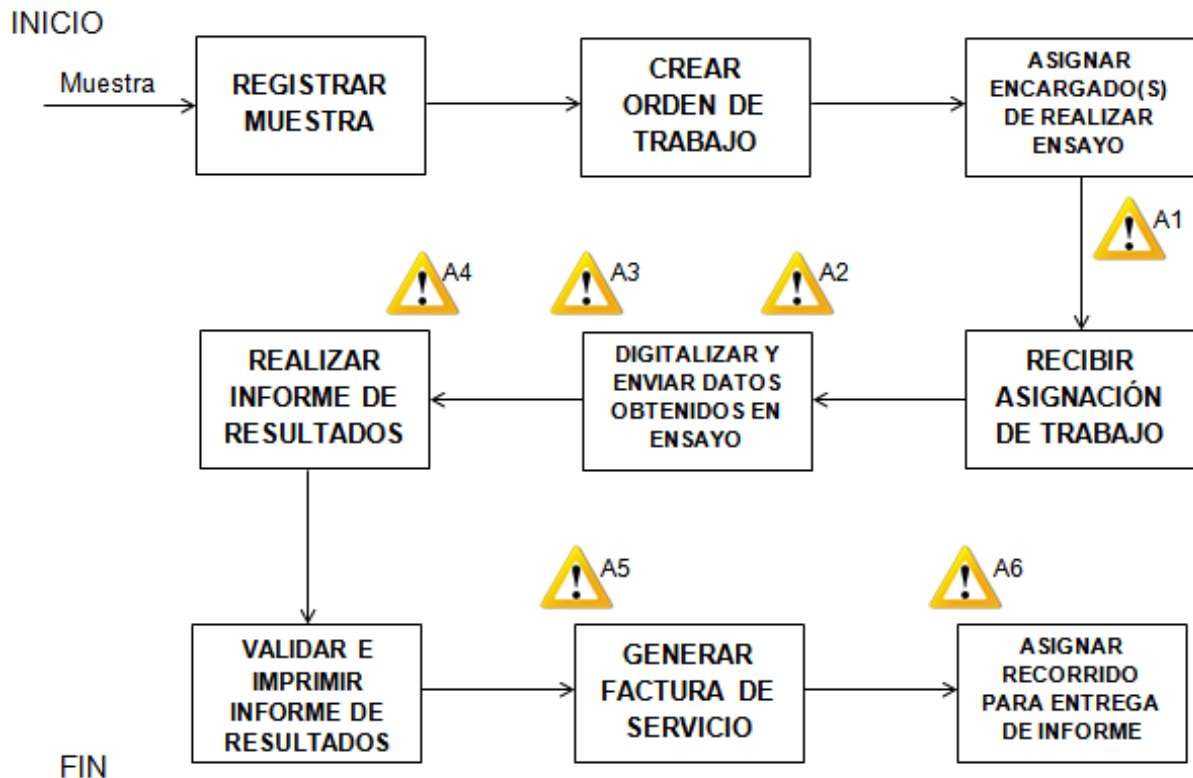 INICIO
Muestra
REGISTRAR
MUESTRA
CREAR
ORDEN DE
TRABAJO
ASIGNAR
ENCARGADO(S)
DE REALIZAR
ENSAYO
A1
A4
A3
A2
REALIZAR
INFORME DE
RESULTADOS
DIGITALIZAR Y
ENVIAR DATOS
OBTENIDOS EN
ENSAYO
RECIBIR
ASIGNACIÓN
DE TRABAJO
A5
A6
VALIDAR E
IMPRIMIR
INFORME DE
RESULTADOS
GENERAR
FACTURA DE
SERVICIO
ASIGNAR
RECORRIDO
PARA ENTREGA
DE INFORME
FIN